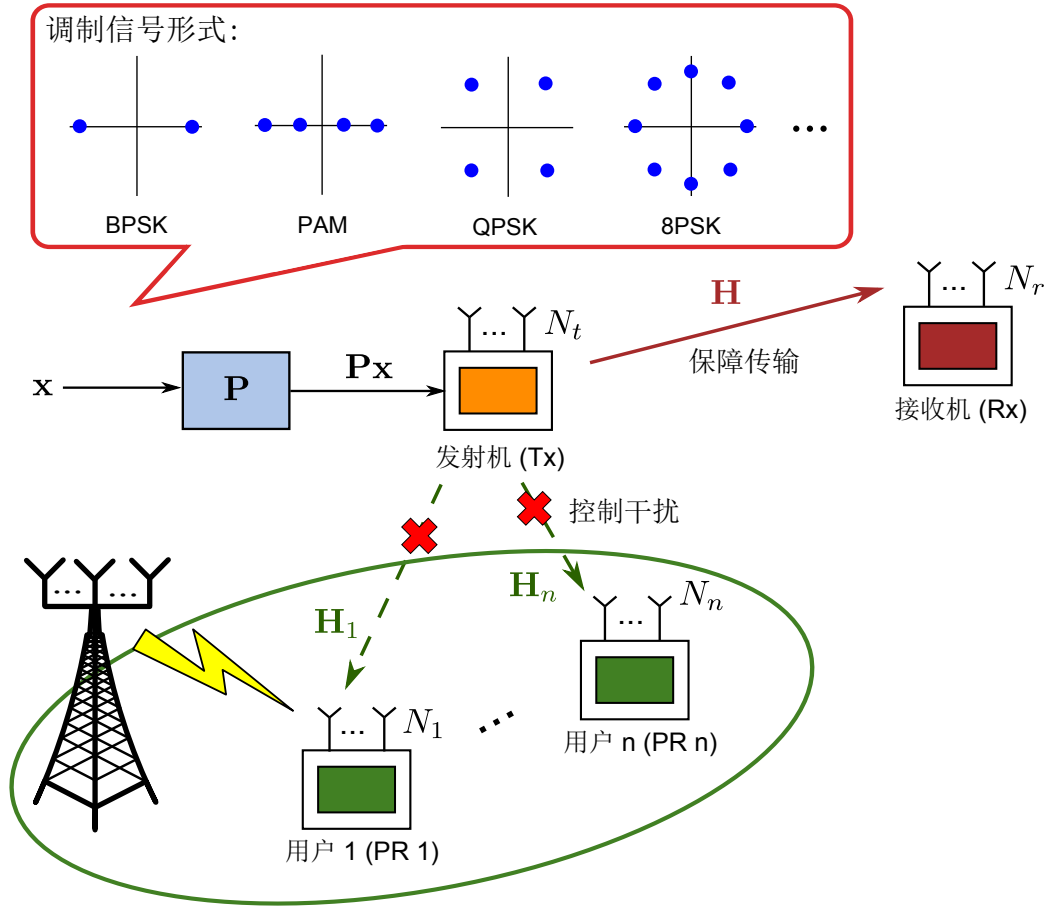 调制信号形式:
BPSK
PAM
QPSK
8PSK
...
x
P
Px
... N_t
发射机 (Tx)
H
保障传输
... N_r
接收机 (Rx)
控制干扰
H_1
H_n
... ...
... N_1
用户 1 (PR 1)
...
... N_n
用户 n (PR n)